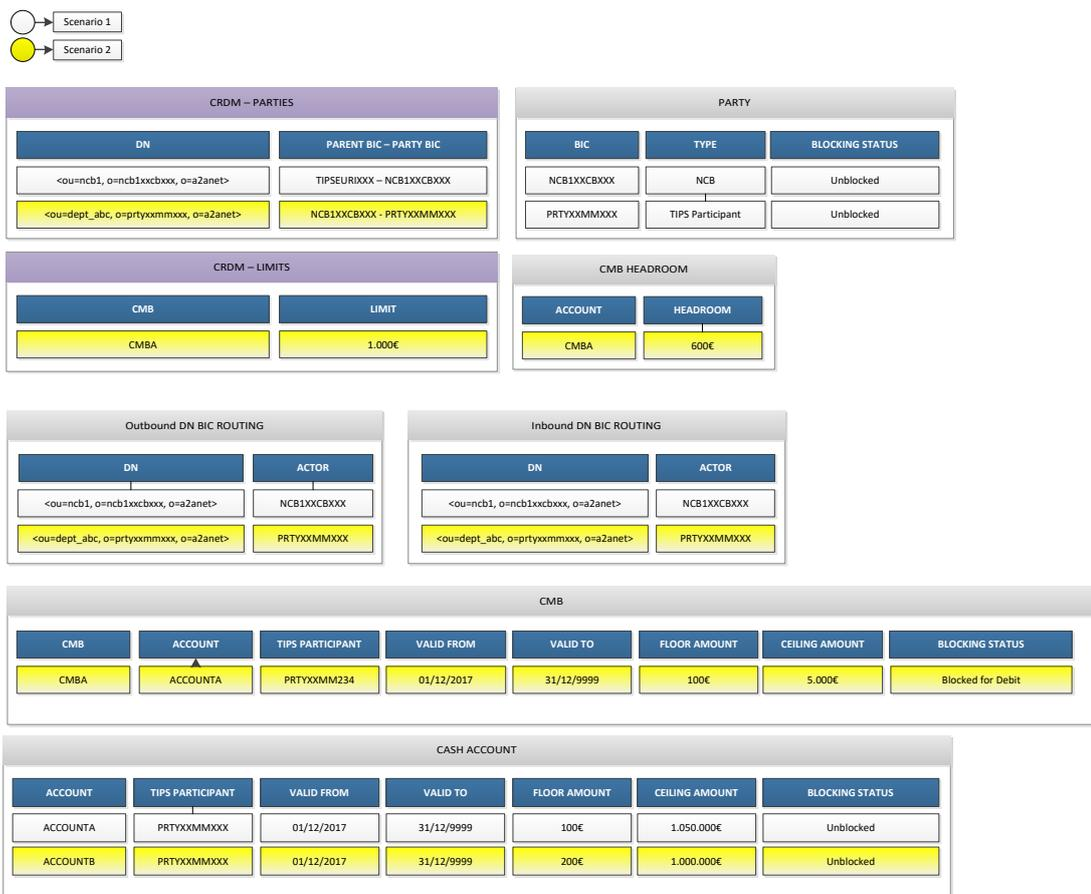 Scenario 1
Scenario 2
CRDM – PARTIES
DN PARENT BIC – PARTY BIC
<ou=ncb1, o=ncb1xxcbxxx, o=a2anet> TIPSEURIXXX – NCB1XXCBXXX
<ou=dept_abc, o=prtyxxmmxxx, o=a2anet> NCB1XXCBXXX - PRTYXXMMXXX
PARTY
BIC TYPE BLOCKING STATUS
NCB1XXCBXXX NCB Unblocked
PRTYXXMMXXX TIPS Participant Unblocked
CRDM – LIMITS
CMB LIMIT
CMBA 1.000€
CMB HEADROOM
ACCOUNT HEADROOM
CMBA 600€
Outbound DN BIC ROUTING
DN ACTOR
<ou=ncb1, o=ncb1xxcbxxx, o=a2anet> NCB1XXCBXXX
<ou=dept_abc, o=prtyxxmmxxx, o=a2anet> PRTYXXMMXXX
Inbound DN BIC ROUTING
DN ACTOR
<ou=ncb1, o=ncb1xxcbxxx, o=a2anet> NCB1XXCBXXX
<ou=dept_abc, o=prtyxxmmxxx, o=a2anet> PRTYXXMMXXX
CMB
CMB ACCOUNT TIPS PARTICIPANT VALID FROM VALID TO FLOOR AMOUNT CEILING AMOUNT BLOCKING STATUS
CMBA ACCOUNTA PRTYXXMM234 01/12/2017 31/12/9999 100€ 5.000€ Blocked for Debit
CASH ACCOUNT
ACCOUNT TIPS PARTICIPANT VALID FROM VALID TO FLOOR AMOUNT CEILING AMOUNT BLOCKING STATUS
ACCOUNTA PRTYXXMMXXX 01/12/2017 31/12/9999 100€ 1.050.000€ Unblocked
ACCOUNTB PRTYXXMMXXX 01/12/2017 31/12/9999 200€ 1.000.000€ Unblocked